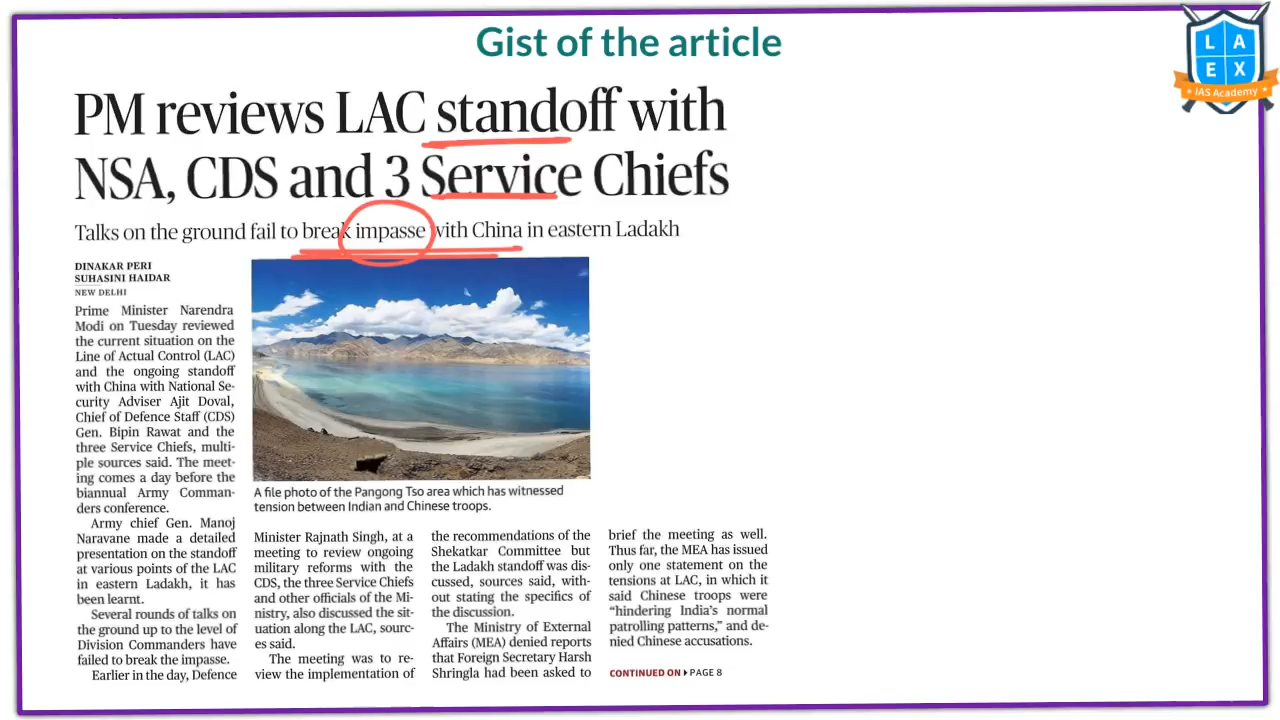 Gist of the article
L A
E X
IAS Academy
PM reviews LAC standoff with
NSA, CDS and 3 Service Chiefs
Talks on the ground fail to break impasse with China in eastern Ladakh
DINAKAR PERI
SUHASINI HAIDAR
NEW DELHI
Prime Minister Narendra
Modi on Tuesday reviewed
the current situation on the
Line of Actual Control (LAC)
and the ongoing standoff
with China with National Se-
curity Adviser Ajit Doval,
Chief of Defence Staff (CDS)
Gen. Bipin Rawat and the
three Service Chiefs, multi-
ple sources said. The meet-
ing comes a day before the
biannual Army Comman-
ders conference.
Army chief Gen. Manoj
Naravane made a detailed
presentation on the standoff
at various points of the LAC
in eastern Ladakh, it has
been learnt.
Several rounds of talks on
the ground up to the level of
Division Commanders have
failed to break the impasse.
Earlier in the day, Defence
A file photo of the Pangong Tso area which has witnessed
tension between Indian and Chinese troops.
Minister Rajnath Singh, at a
meeting to review ongoing
military reforms with the
CDS, the three Service Chiefs
and other officials of the Mi-
nistry, also discussed the sit-
uation along the LAC, sourc-
es said.
The meeting was to re-
view the implementation of
the recommendations of the
Shekatkar Committee but
the Ladakh standoff was dis-
cussed, sources said, with-
out stating the specifics of
the discussion.
The Ministry of External
Affairs (MEA) denied reports
that Foreign Secretary Harsh
Shringla had been asked to
brief the meeting as well.
Thus far, the MEA has issued
only one statement on the
tensions at LAC, in which it
said Chinese troops were
“hindering India’s normal
patrolling patterns,” and de-
nied Chinese accusations.
CONTINUED ON PAGE 8